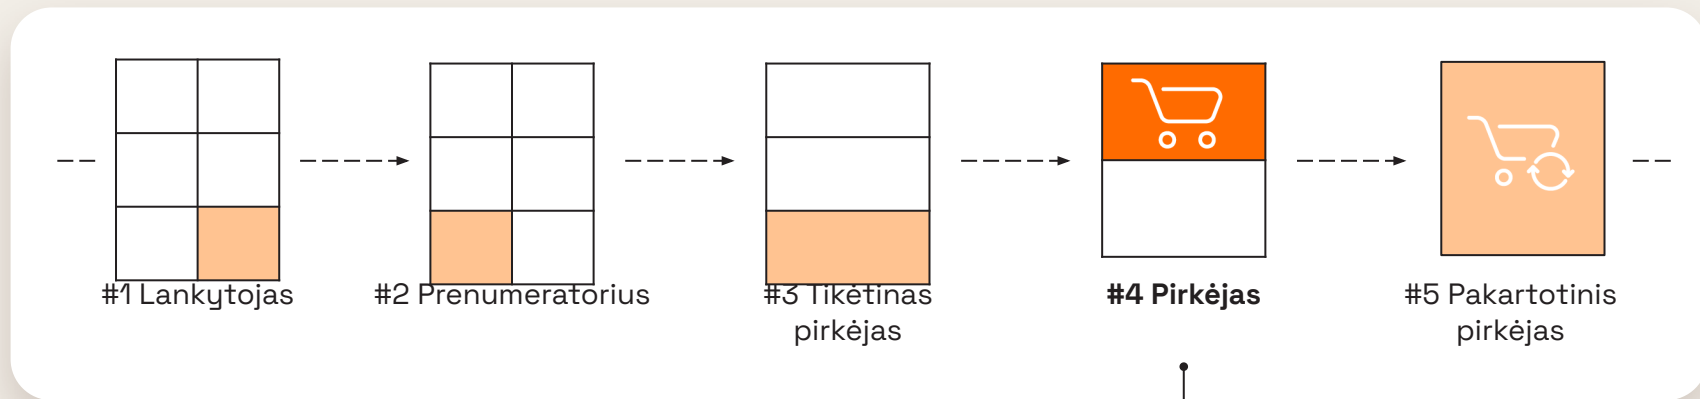 #1 Lankytojas
#2 Prenumeratorius
#3 Tikėtinas
pirkėjas
#4 Pirkėjas
#5 Pakartotinis
pirkėjas